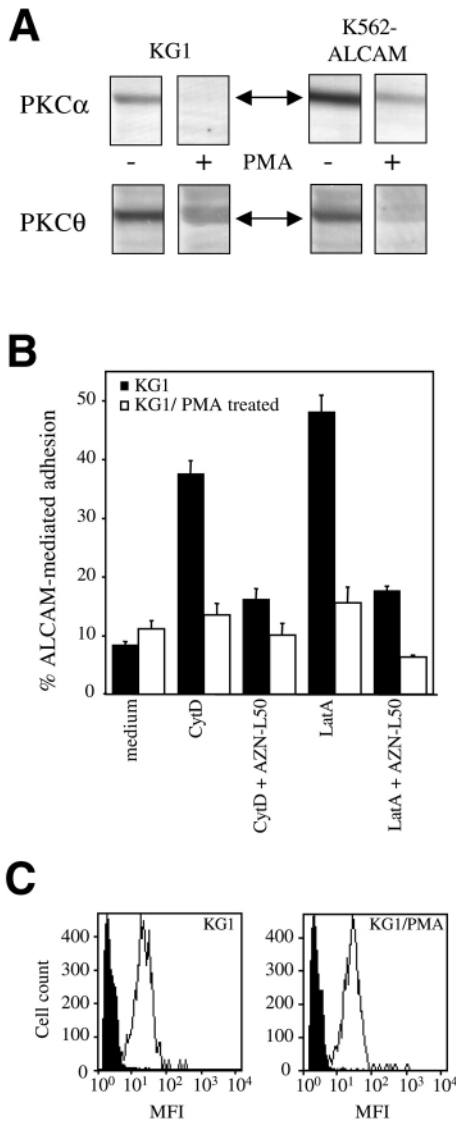 A
KG1
K562-
ALCAM
PKCα
- + PMA - +
PKCθ
B
% ALCAM-mediated adhesion
50
40
30
20
10
0
KG1
KG1/ PMA treated
medium
CytD
CytD + AZN-L50
LatA
LatA + AZN-L50
C
Cell count
400
300
200
100
0
KG1
10⁰ 10¹ 10² 10³ 10⁴
MFI
400
300
200
100
0
KG1/PMA
10⁰ 10¹ 10² 10³ 10⁴
MFI